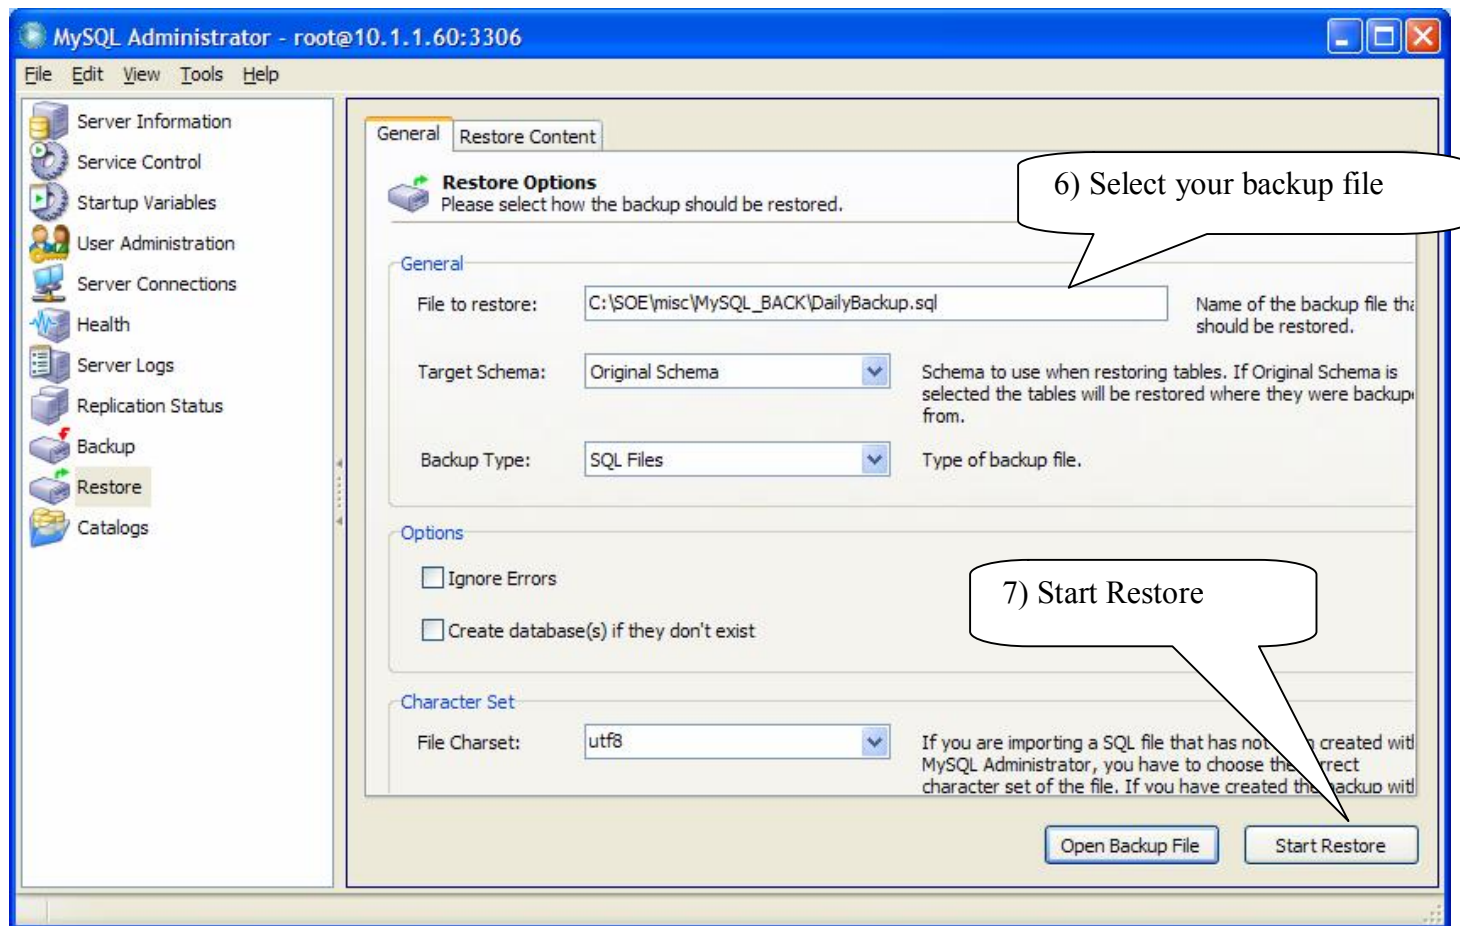 MySQL Administrator - root@10.1.1.60:3306
File Edit View Tools Help
Server Information
Service Control
Startup Variables
User Administration
Server Connections
Health
Server Logs
Replication Status
Backup
Restore
Catalogs
General Restore Content
Restore Options
Please select how the backup should be restored.
6) Select your backup file
General
File to restore: C:\SOE\misc\MySQL_BACK\DailyBackup.sql
Name of the backup file tha
should be restored.
Target Schema: Original Schema
Schema to use when restoring tables. If Original Schema is
selected the tables will be restored where they were backupe
from.
Backup Type: SQL Files
Type of backup file.
Options
Ignore Errors
Create database(s) if they don't exist
7) Start Restore
Character Set
File Charset: utf8
If you are importing a SQL file that has not created with
MySQL Administrator, you have to choose the rrect
character set of the file. If you have created the backup with
Open Backup File Start Restore